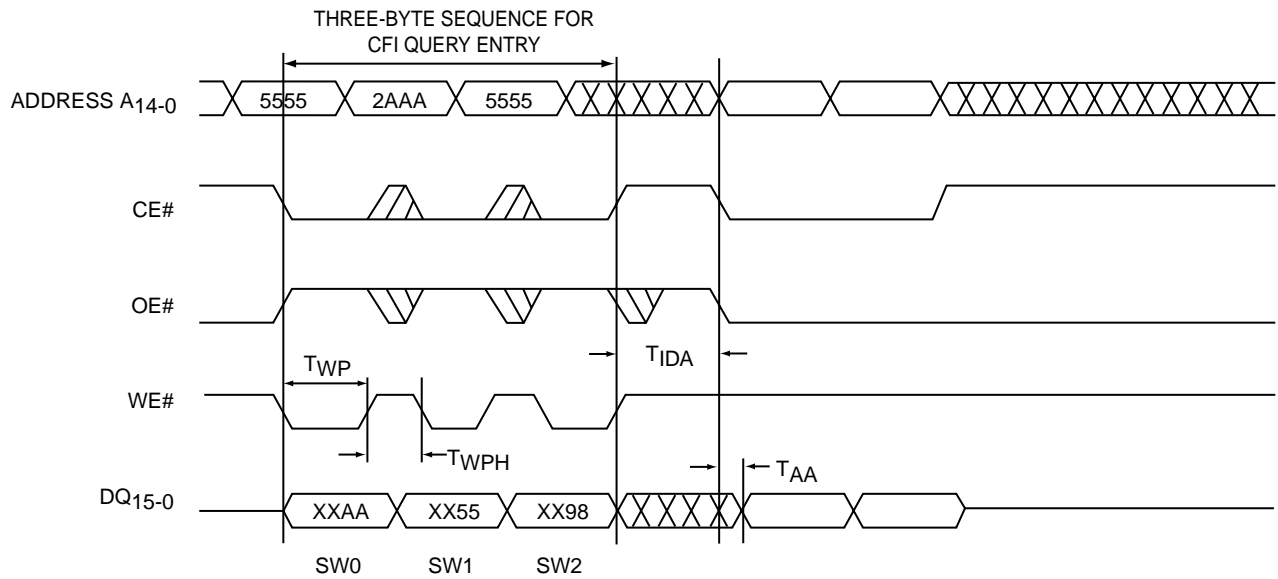 THREE-BYTE SEQUENCE FOR
CFI QUERY ENTRY
ADDRESS A14-0
5555 2AAA 5555
CE#
OE#
TIDA
TWP
WE#
TWPH
TAA
DQ15-0
XXAA XX55 XX98
SW0 SW1 SW2